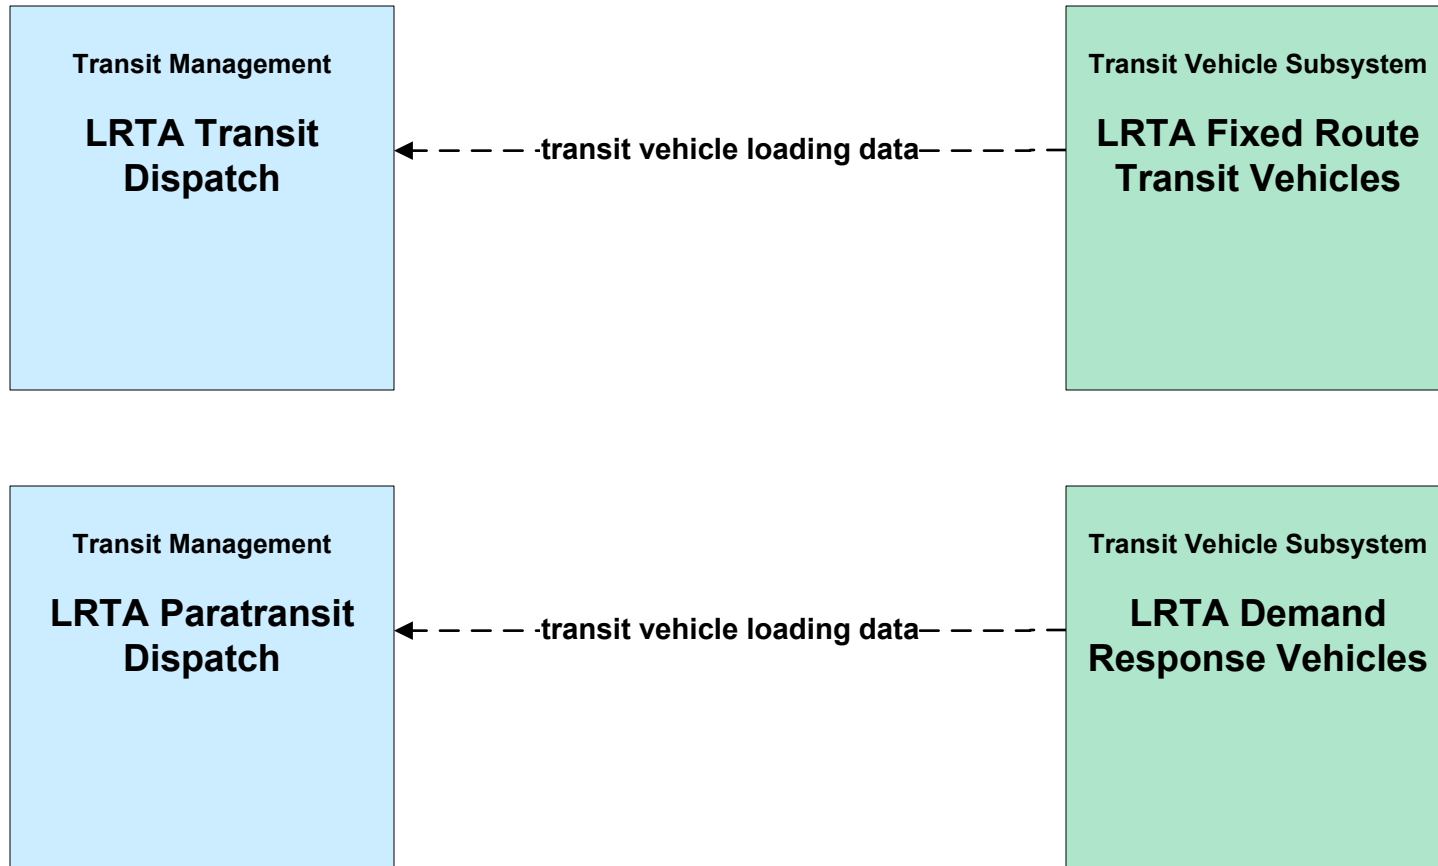 Transit Management
LRTA Transit
Dispatch
transit vehicle loading data
Transit Vehicle Subsystem
LRTA Fixed Route
Transit Vehicles
Transit Management
LRTA Paratransit
Dispatch
transit vehicle loading data
Transit Vehicle Subsystem
LRTA Demand
Response Vehicles